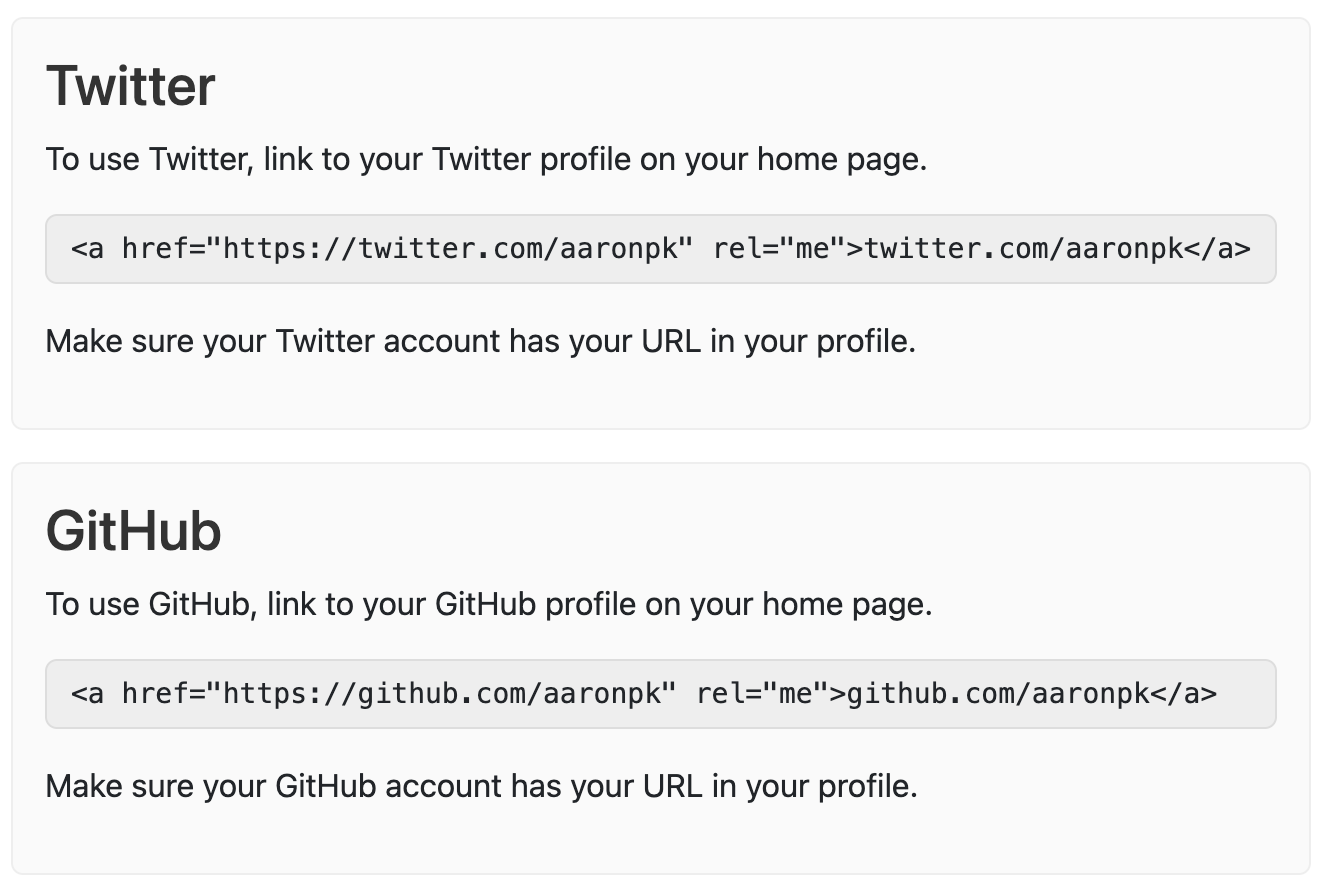 Twitter
To use Twitter, link to your Twitter profile on your home page.
<a href="https://twitter.com/aaronpk" rel="me">twitter.com/aaronpk</a>
Make sure your Twitter account has your URL in your profile.
GitHub
To use GitHub, link to your GitHub profile on your home page.
<a href="https://github.com/aaronpk" rel="me">github.com/aaronpk</a>
Make sure your GitHub account has your URL in your profile.